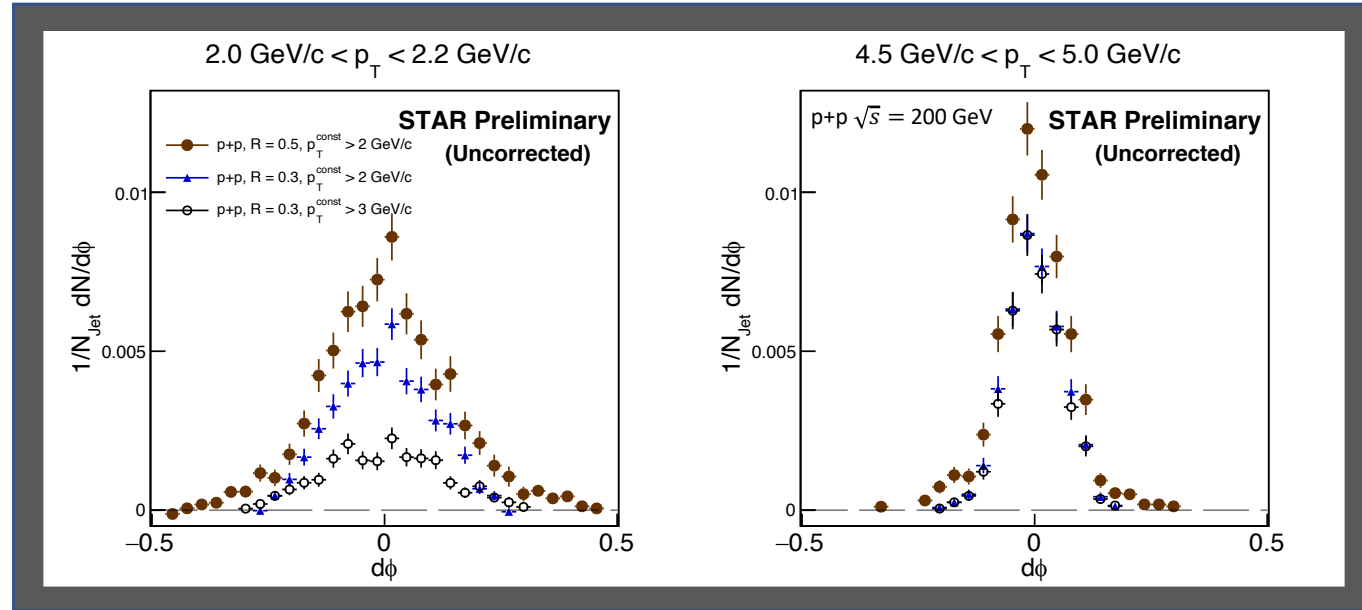 2.0 GeV/c < p_T < 2.2 GeV/c
STAR Preliminary
(Uncorrected)
p+p, R = 0.5, p_T^const > 2 GeV/c
p+p, R = 0.3, p_T^const > 2 GeV/c
p+p, R = 0.3, p_T^const > 3 GeV/c
1/N_Jet dN/dϕ
0.01
0.005
0
−0.5
0
0.5
dϕ
4.5 GeV/c < p_T < 5.0 GeV/c
p+p √s = 200 GeV
STAR Preliminary
(Uncorrected)
1/N_Jet dN/dϕ
0.01
0.005
0
−0.5
0
0.5
dϕ